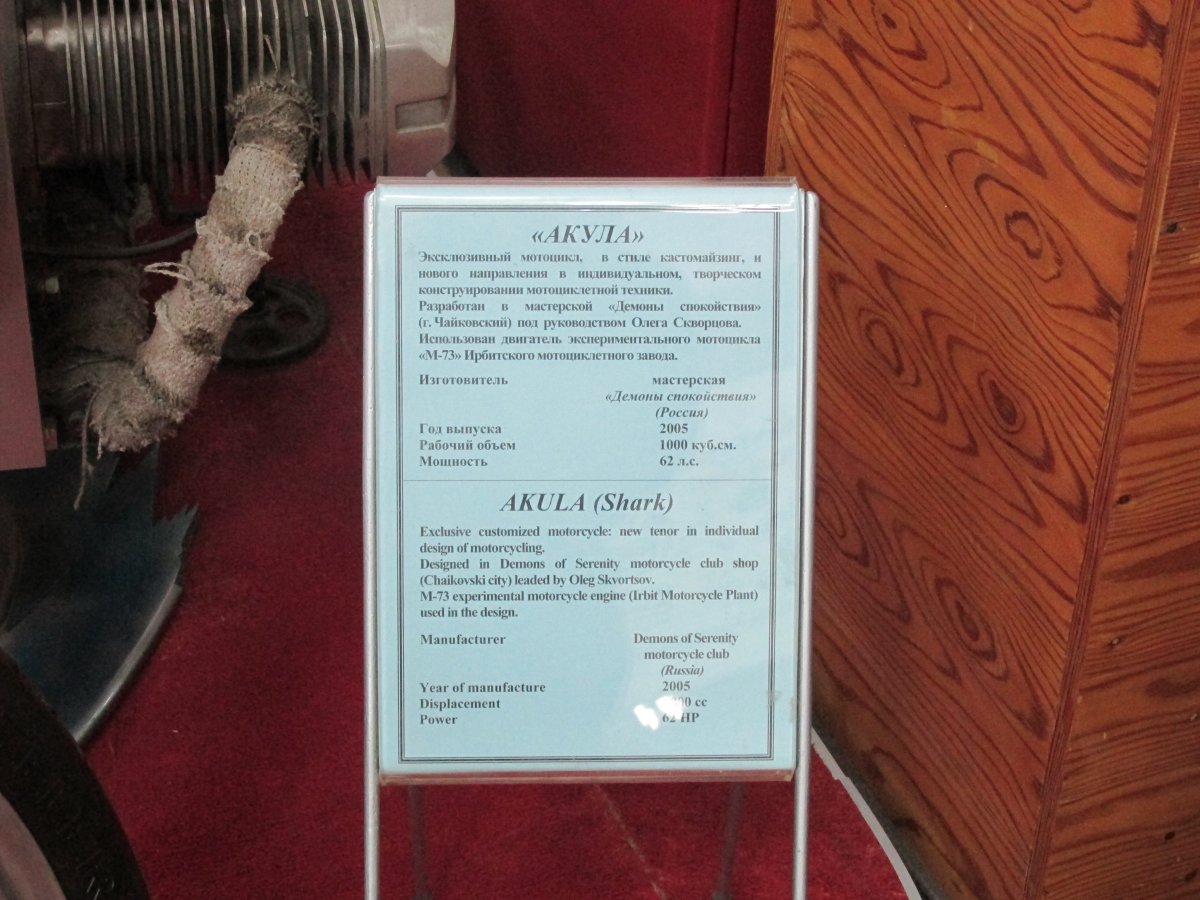 «АКУЛА»
Эксклюзивный мотоцикл, в стиле кастомайзинг, и
нового направления в индивидуальном, творческом
конструировании мотоциклетной техники.
Разработан в мастерской «Демоны спокойствия»
(г. Чайковский) под руководством Олега Скворцова.
Использован двигатель экспериментального мотоцикла
«М-73» Ирбитского мотоциклетного завода.
Изготовитель мастерская
«Демоны спокойствия»
(Россия)
Год выпуска 2005
Рабочий объем 1000 куб.см.
Мощность 62 л.с.
AKULA (Shark)
Exclusive customized motorcycle: new tenor in individual
design of motorcycling.
Designed in Demons of Serenity motorcycle club shop
(Chaikovski city) leaded by Oleg Skvortsov.
M-73 experimental motorcycle engine (Irbit Motorcycle Plant)
used in the design.
Manufacturer Demons of Serenity
motorcycle club
(Russia)
Year of manufacture 2005
Displacement cc
Power 62 HP